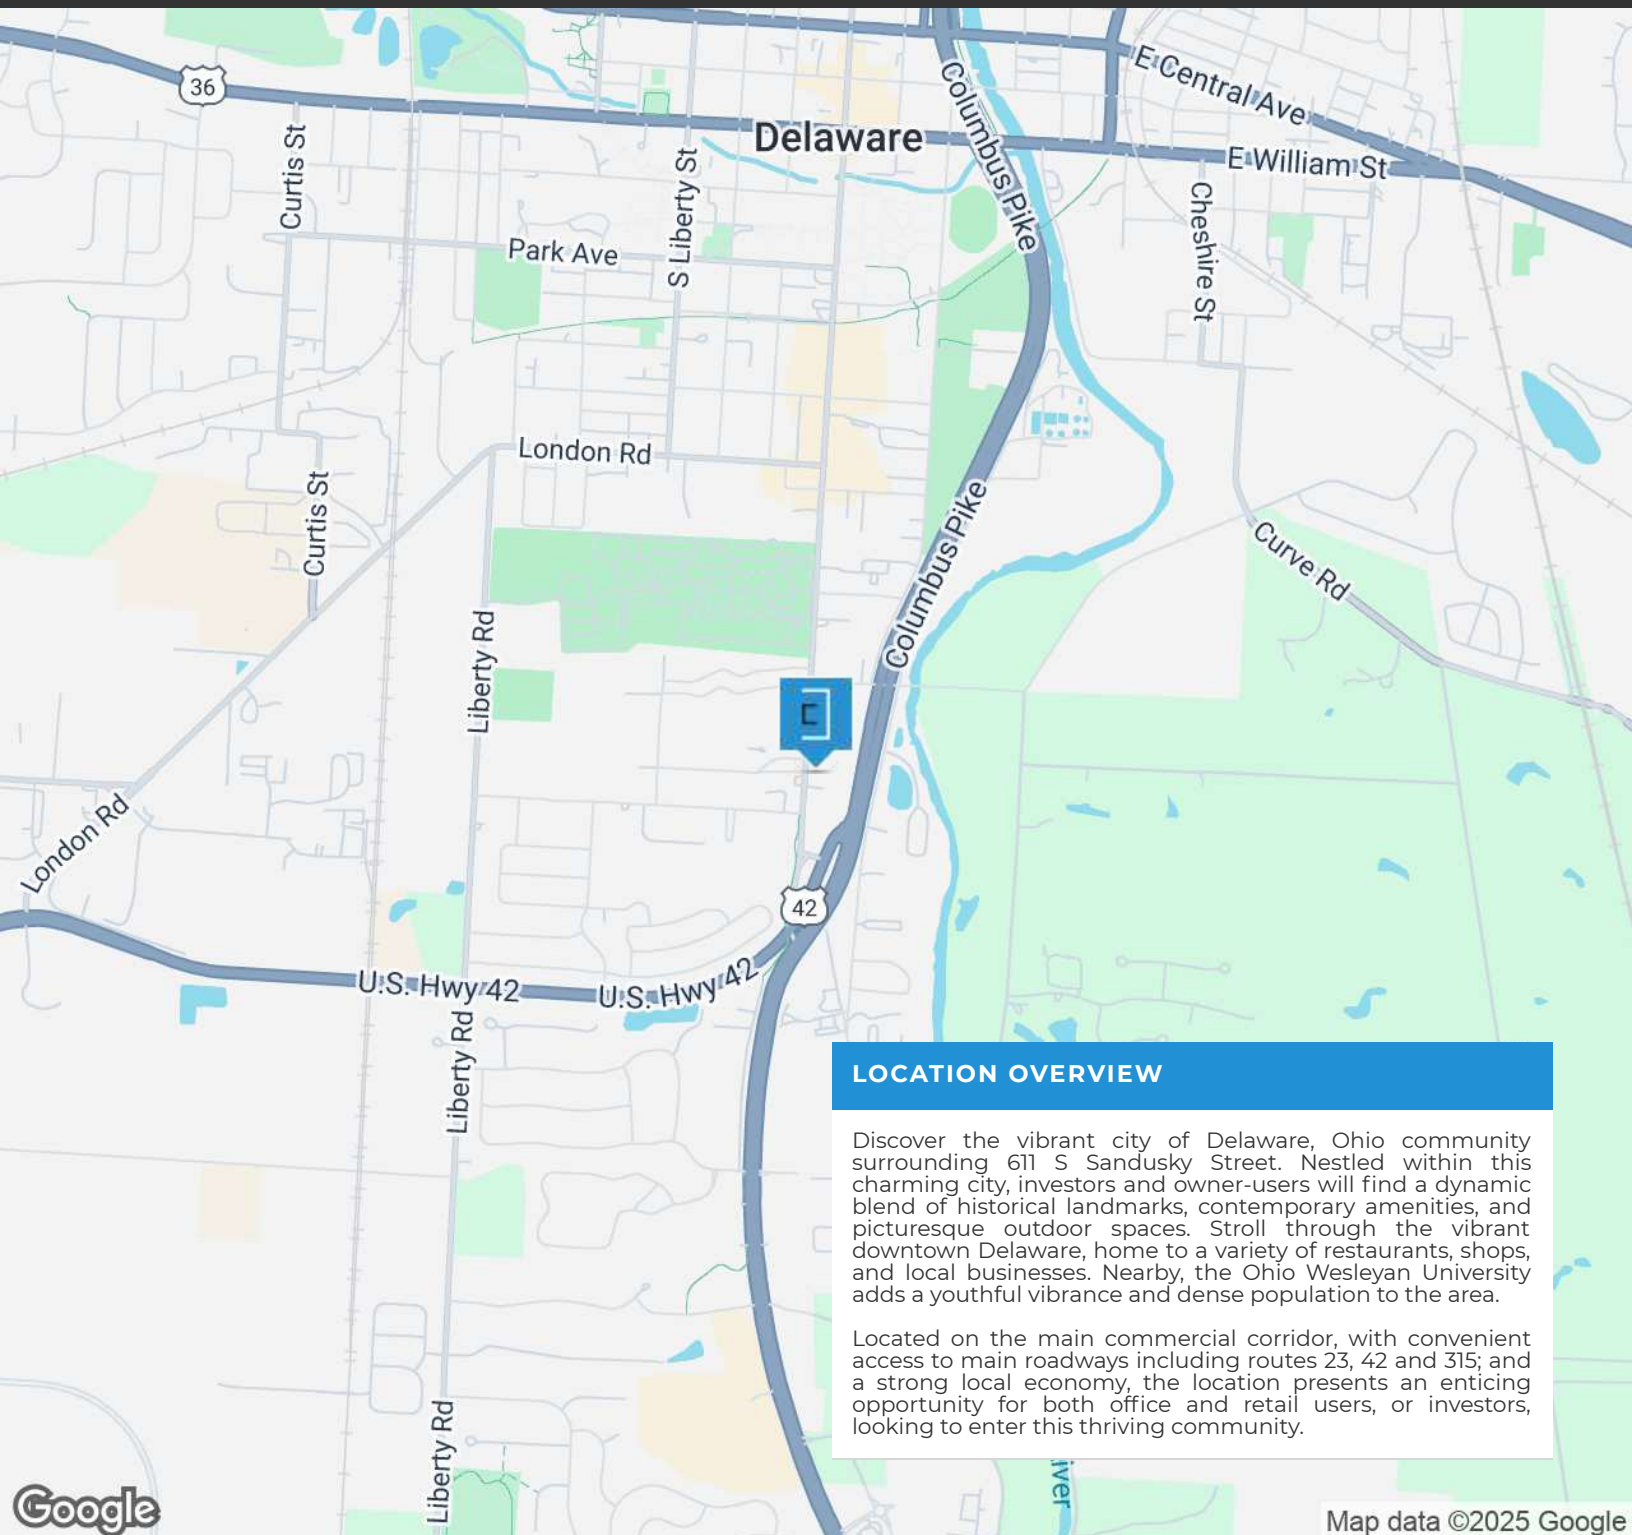 36
E Central Ave
Columbus Pike
Delaware
E William St
Curtis St
S Liberty St
Park Ave
Cheshire St
London Rd
Curtis St
Columbus Pike
Curve Rd
Liberty Rd
London Rd
42
U.S. Hwy 42
U.S. Hwy 42
Liberty Rd
LOCATION OVERVIEW
Discover the vibrant city of Delaware, Ohio community
surrounding 611 S Sandusky Street. Nestled within this
charming city, investors and owner-users will find a dynamic
blend of historical landmarks, contemporary amenities, and
picturesque outdoor spaces. Stroll through the vibrant
downtown Delaware, home to a variety of restaurants, shops,
and local businesses. Nearby, the Ohio Wesleyan University
adds a youthful vibrance and dense population to the area.
Located on the main commercial corridor, with convenient
access to main roadways including routes 23, 42 and 315; and
a strong local economy, the location presents an enticing
opportunity for both office and retail users, or investors,
looking to enter this thriving community.
Liberty Rd
Google
Map data ©2025 Google